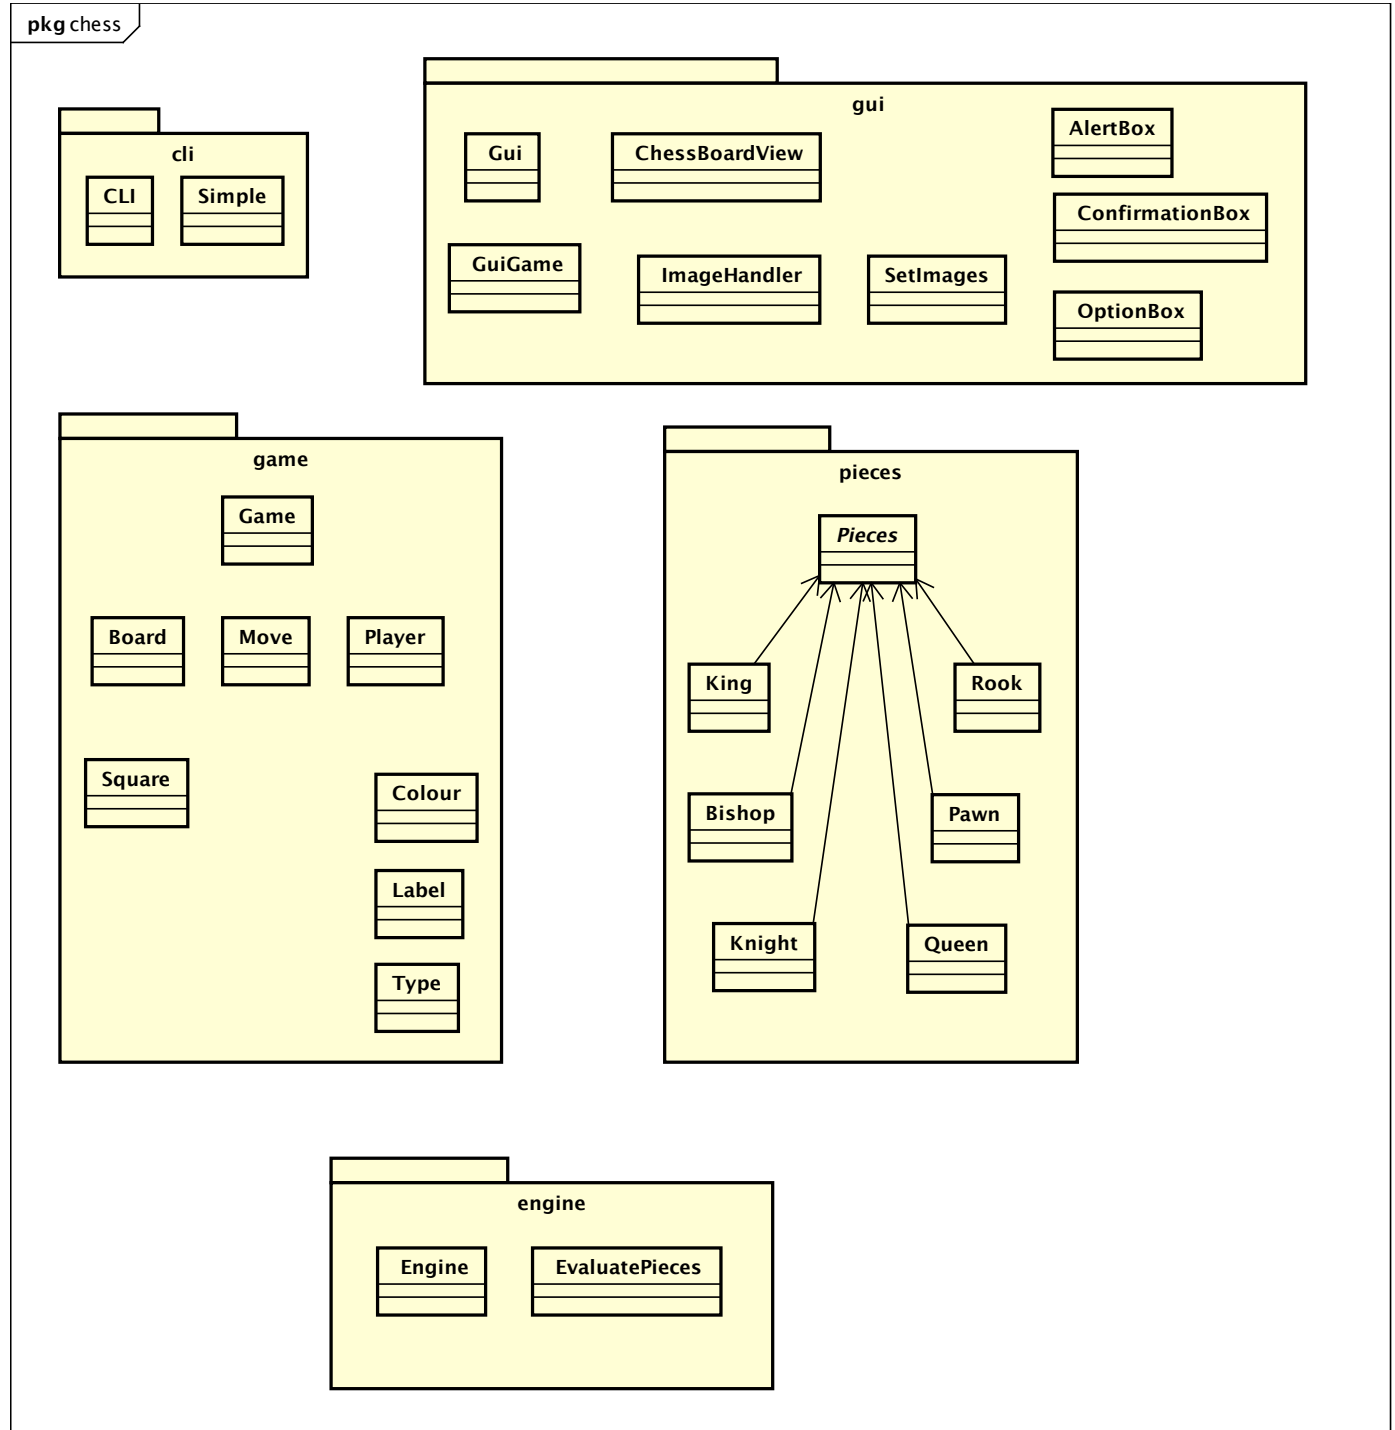 pkg chess
cli
CLI
Simple
gui
Gui
ChessBoardView
AlertBox
ConfirmationBox
GuiGame
ImageHandler
SetImages
OptionBox
game
Game
Board
Move
Player
Square
Colour
Label
Type
pieces
Pieces
King
Rook
Bishop
Pawn
Knight
Queen
engine
Engine
EvaluatePieces